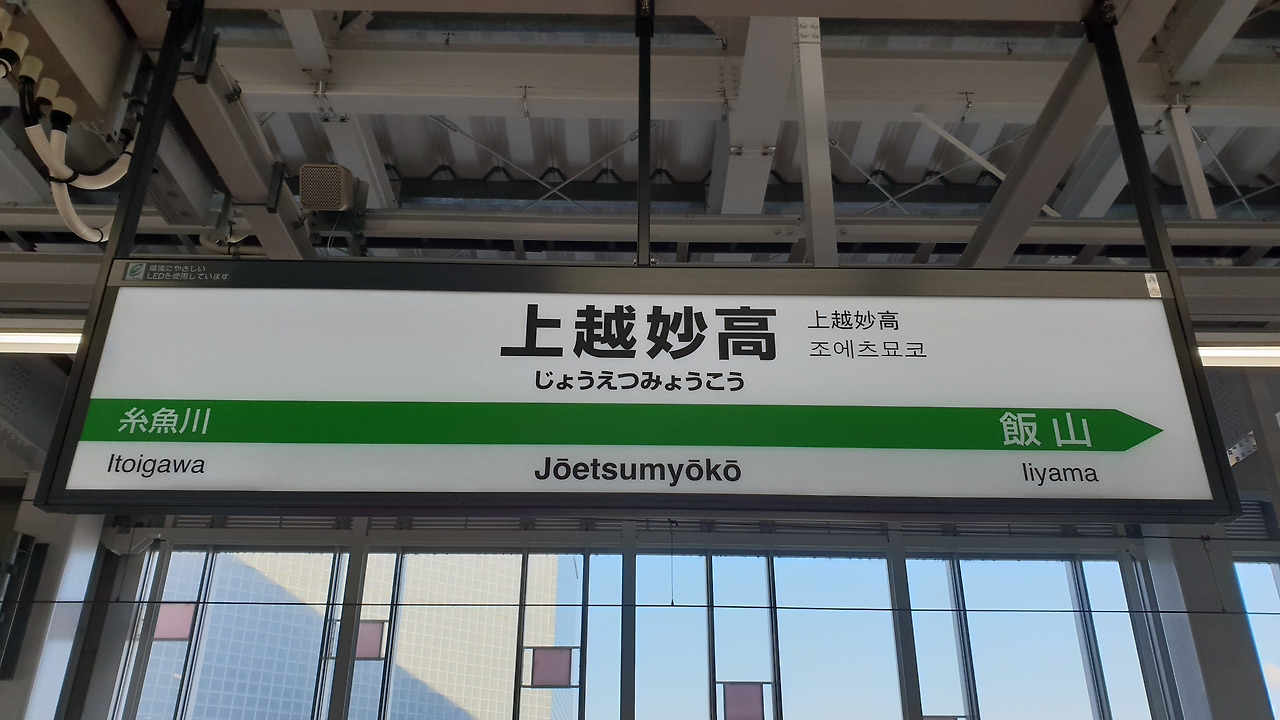 環境にやさしい
LEDを使用しています
上越妙高
上越妙高
조에츠묘코
じょうえつみょうこう
糸魚川
飯山
Itoigawa
Jōetsumyōkō
Iiyama